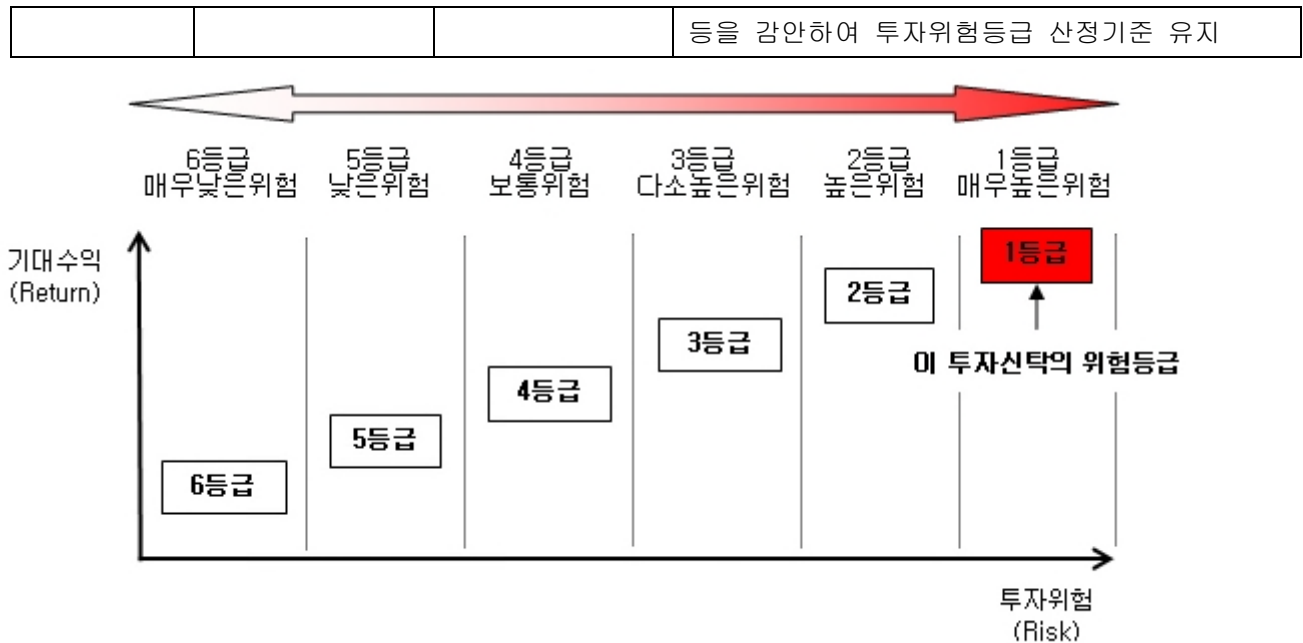 등을 감안하여 투자위험등급 산정기준 유지
6등급 5등급 4등급 3등급 2등급 1등급
매우낮은위험 낮은위험 보통위험 다소높은위험 높은위험 매우높은위험
기대수익
(Return)
1등급
2등급
3등급
이 투자신탁의 위험등급
4등급
5등급
6등급
투자위험
(Risk)